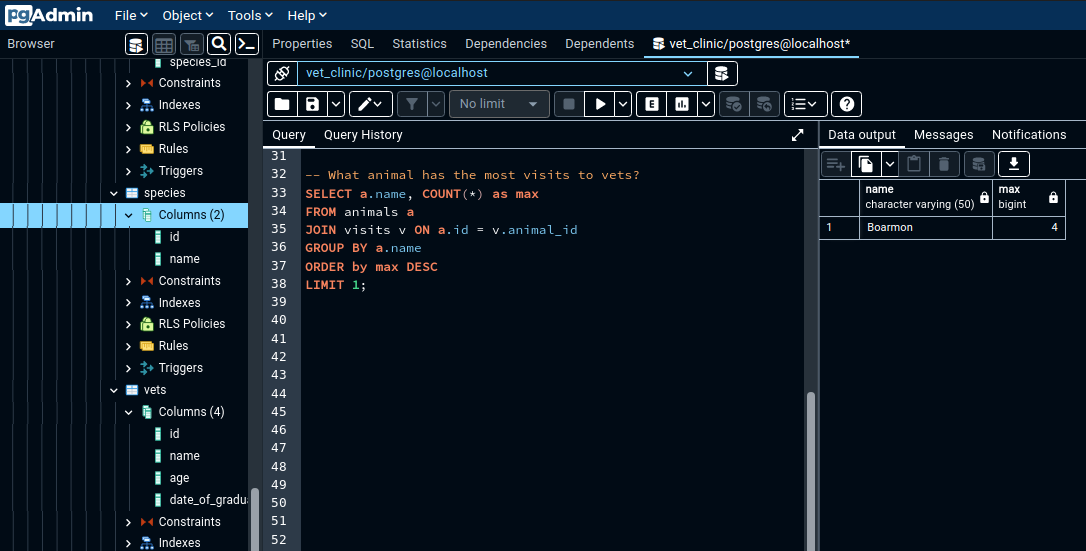 pgAdmin File Object Tools Help
Browser
Properties SQL Statistics Dependencies Dependents vet_clinic/postgres@localhost*
species_id
Constraints
Indexes
RLS Policies
Rules
Triggers
species
Columns (2)
id
name
Constraints
Indexes
RLS Policies
Rules
Triggers
vets
Columns (4)
id
name
age
date_of_gradu
Constraints
Indexes
vet_clinic/postgres@localhost
No limit
E
Query Query History
31
32 -- What animal has the most visits to vets?
33 SELECT a.name, COUNT(*) as max
34 FROM animals a
35 JOIN visits v ON a.id = v.animal_id
36 GROUP BY a.name
37 ORDER by max DESC
38 LIMIT 1;
39
40
41
42
43
44
45
46
47
48
49
50
51
52
Data output Messages Notifications
name max
character varying (50) bigint
1 Boarmon 4